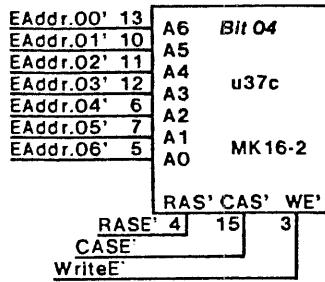 EAddr.00' 13 A6 Bit 04
EAddr.01' 10 A5
EAddr.02' 11 A4 u37c
EAddr.03' 12 A3
EAddr.04' 6 A2
EAddr.05' 7 A1 MK16-2
EAddr.06' 5 A0
RAS' CAS' WE'
RASE' 4 15 3
CASE'
WriteE'